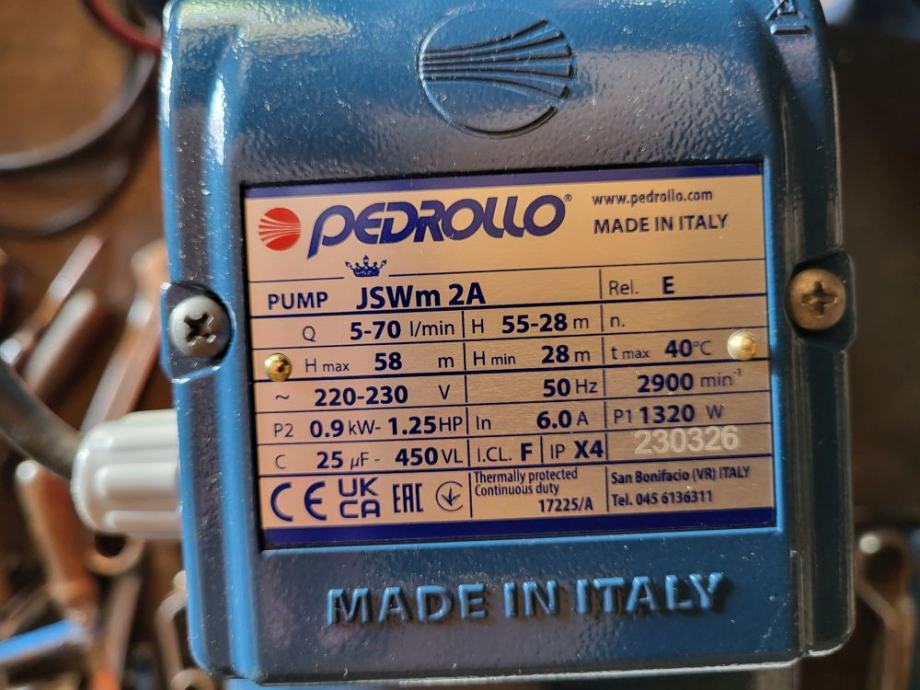 PEDROLLO®
www.pedrollo.com
MADE IN ITALY
PUMP JSWm 2A Rel. E
Q 5-70 l/min H 55-28 m n.
H max 58 m H min 28 m t max 40°C
~ 220-230 V 50 Hz 2900 min⁻¹
P2 0.9 kW- 1.25 HP In 6.0 A P1 1320 W
C 25 µF- 450 VL I.CL. F IP X4 230326
CE UK CA EAC Thermally protected San Bonifacio (VR) ITALY
Continuous duty Tel. 045 6136311
17225/A
MADE IN ITALY